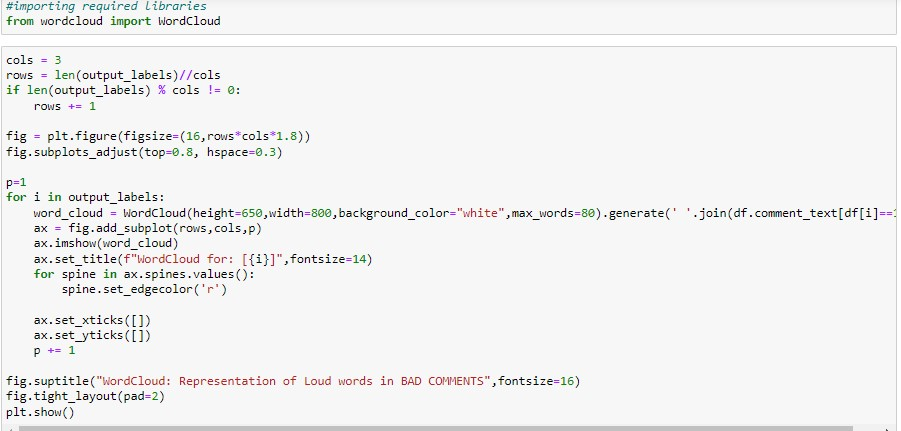 #importing required libraries
from wordcloud import WordCloud
cols = 3
rows = len(output_labels)//cols
if len(output_labels) % cols != 0:
    rows += 1
fig = plt.figure(figsize=(16,rows*cols*1.8))
fig.subplots_adjust(top=0.8, hspace=0.3)
p=1
for i in output_labels:
    word_cloud = WordCloud(height=650,width=800,background_color="white",max_words=80).generate(' '.join(df.comment_text[df[i]==
    ax = fig.add_subplot(rows,cols,p)
    ax.imshow(word_cloud)
    ax.set_title(f"WordCloud for: [{i}]",fontsize=14)
    for spine in ax.spines.values():
        spine.set_edgecolor('r')
    ax.set_xticks([])
    ax.set_yticks([])
    p += 1
fig.suptitle("WordCloud: Representation of Loud words in BAD COMMENTS",fontsize=16)
fig.tight_layout(pad=2)
plt.show()